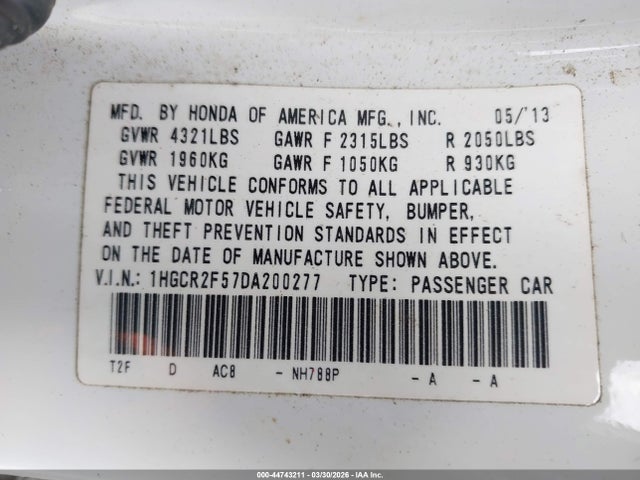 MFD. BY HONDA OF AMERICA MFG., INC. 05/'13
GVWR 4321LBS GAWR F 2315LBS R 2050LBS
GVWR 1960KG GAWR F 1050KG R 930KG
THIS VEHICLE CONFORMS TO ALL APPLICABLE
FEDERAL MOTOR VEHICLE SAFETY, BUMPER,
AND THEFT PREVENTION STANDARDS IN EFFECT
ON THE DATE OF MANUFACTURE SHOWN ABOVE.
V.I.N.: 1HGCR2F57DA200277 TYPE: PASSENGER CAR
T2F D AC8 - NH788P - A - A
000-44743211 - 03/30/2026 - IAA Inc.